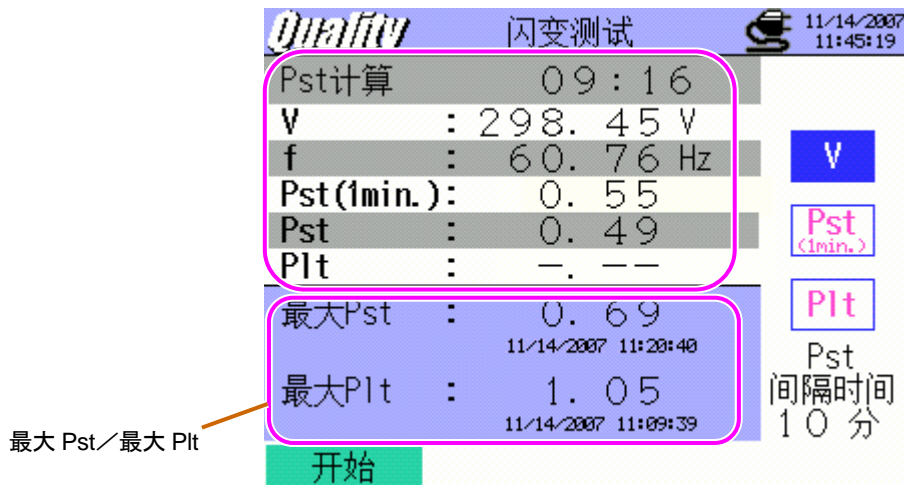 Quality 闪变测试 11/14/2007
11:45:19
Pst计算 09:16
V : 298. 45 V
f : 60. 76 Hz
Pst(1min.): 0. 55
Pst : 0. 49
Plt : -. --
最大Pst : 0. 69
11/14/2007 11:20:40
最大Plt : 1. 05
11/14/2007 11:09:39
开始
V
Pst
(1min.)
Plt
Pst
间隔时间
10 分
最大 Pst／最大 Plt